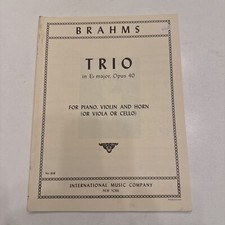 BRAHMS
TRIO
in E♭ major, Opus 40
FOR PIANO, VIOLIN AND HORN
(OR VIOLA OR CELLO)
INTERNATIONAL MUSIC COMPANY
NEW YORK